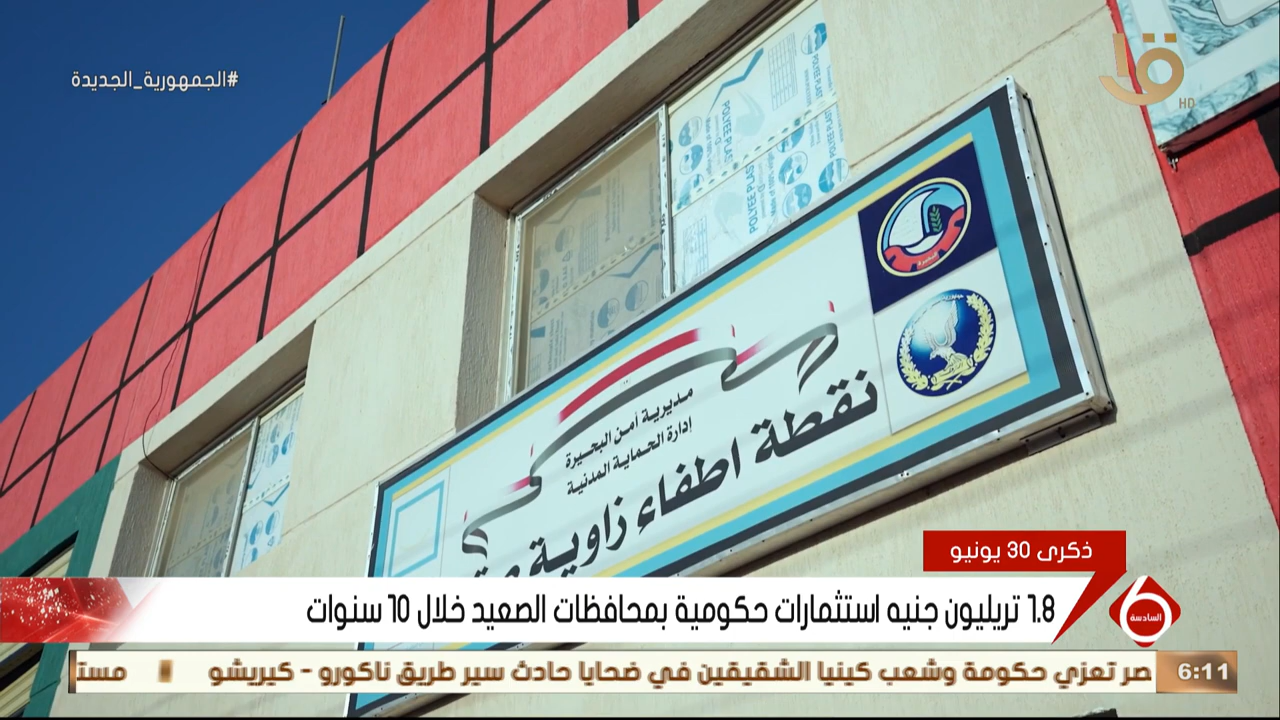 #الجمهورية_الجديدة
HD
مديرية أمن البحيرة
إدارة الحماية المدنية
نقطة اطفاء زاوية
ذكرى 30 يونيو
1.8 تريليون جنيه استثمارات حكومية بمحافظات الصعيد خلال 10 سنوات
السادسة
صر تعزي حكومة وشعب كينيا الشقيقين في ضحايا حادث سير طريق ناكورو - كيريشو
مست
6:11